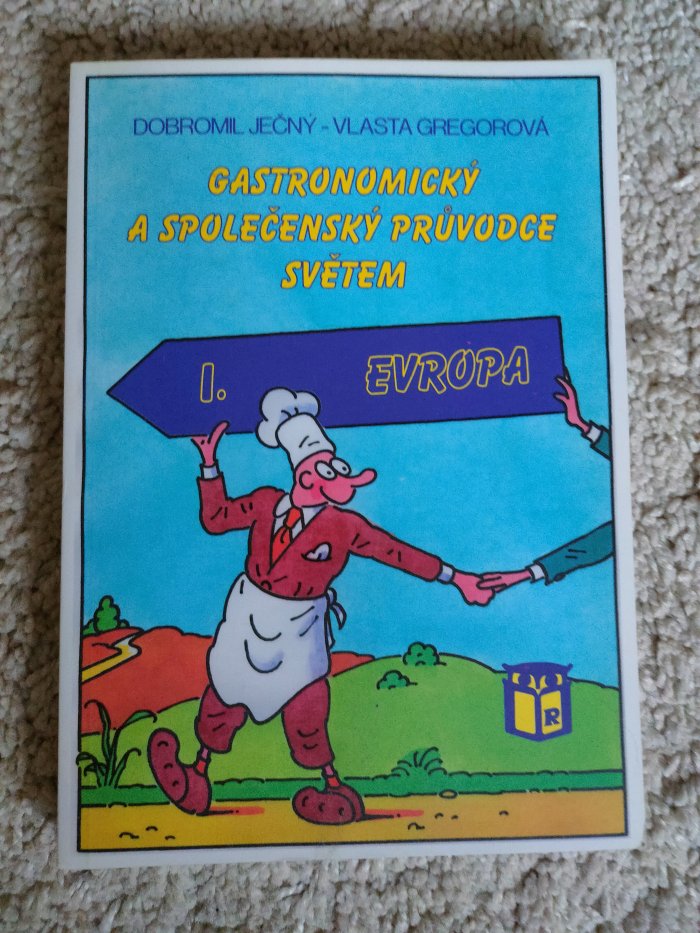 DOBROMIL JEČNÝ - VLASTA GREGOROVÁ
GASTRONOMICKÝ
A SPOLEČENSKÝ PRŮVODCE
SVĚTEM
I. EVROPA
R